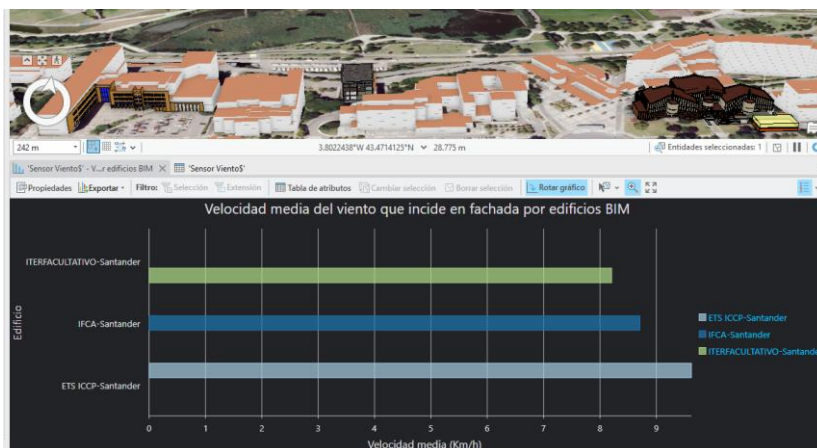 242 m
3.8022438°W 43.4714125°N
28.775 m
Entidades seleccionadas: 1
'Sensor Viento$' - V...r edificios BIM
'Sensor Viento$'
Propiedades
Exportar
Filtro:
Selección
Extensión
Tabla de atributos
Cambiar selección
Borrar selección
Rotar gráfico
Velocidad media del viento que incide en fachada por edificios BIM
Edificio
ITERFACULTATIVO-Santander
IFCA-Santander
ETS ICCP-Santander
0 1 2 3 4 5 6 7 8 9
Velocidad media (Km/h)
ETS ICCP-Santander
IFCA-Santander
ITERFACULTATIVO-Santande